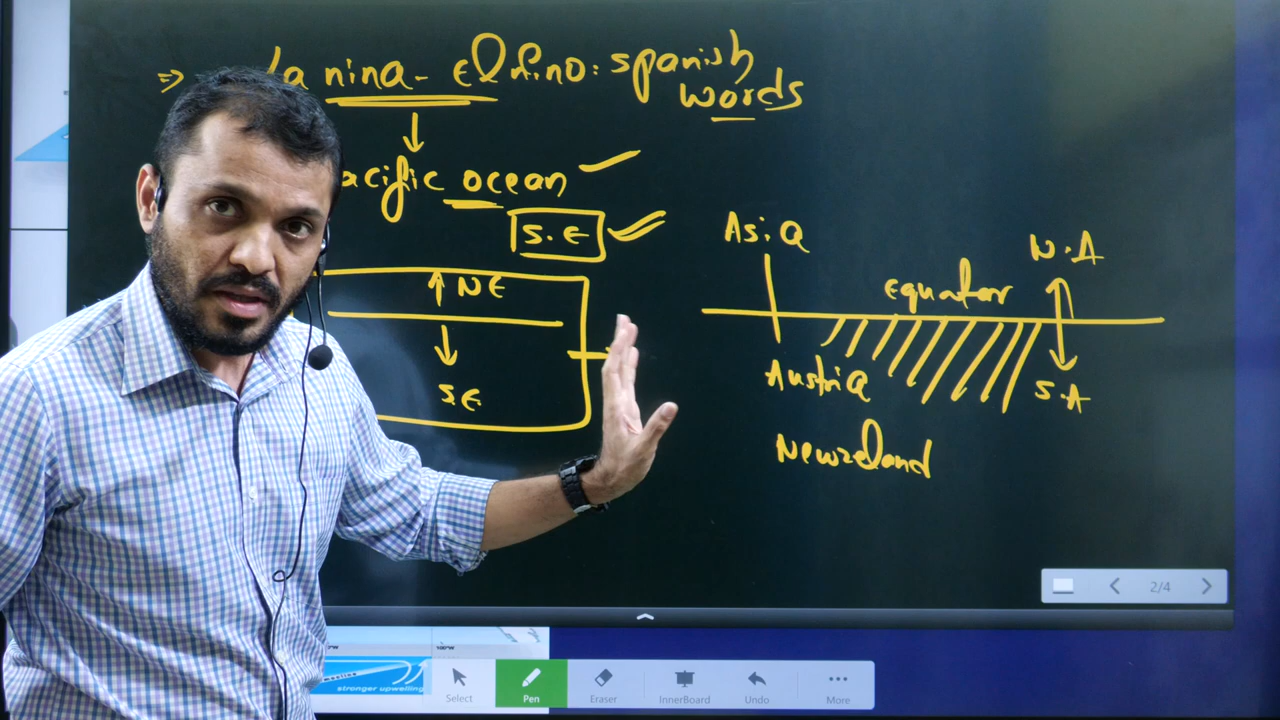 ⇒ La nina - El nino: spanish
words
↓
acific ocean ✓
S.E ✓
↑ NE
↓
SE
Asia
N.A
equator
Austria
S.A
Newzeland
2/4
stronger upwelling
Select
Pen
Eraser
InnerBoard
Undo
More